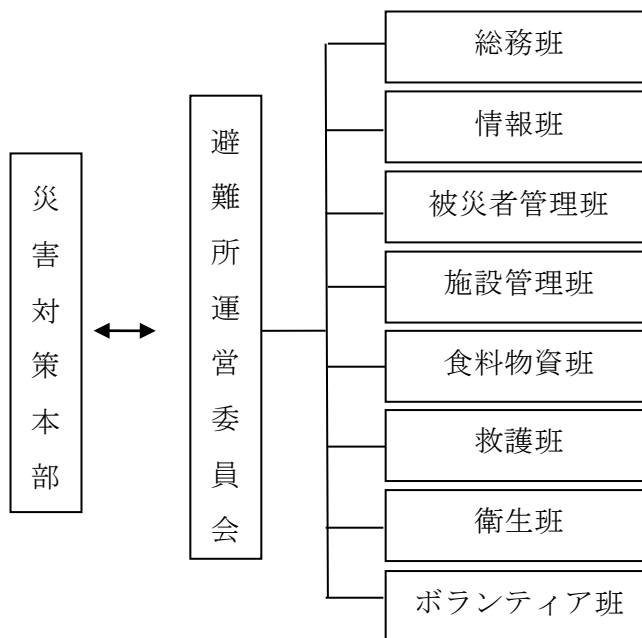 災害対策本部
避難所運営委員会
総務班
情報班
被災者管理班
施設管理班
食料物資班
救護班
衛生班
ボランティア班